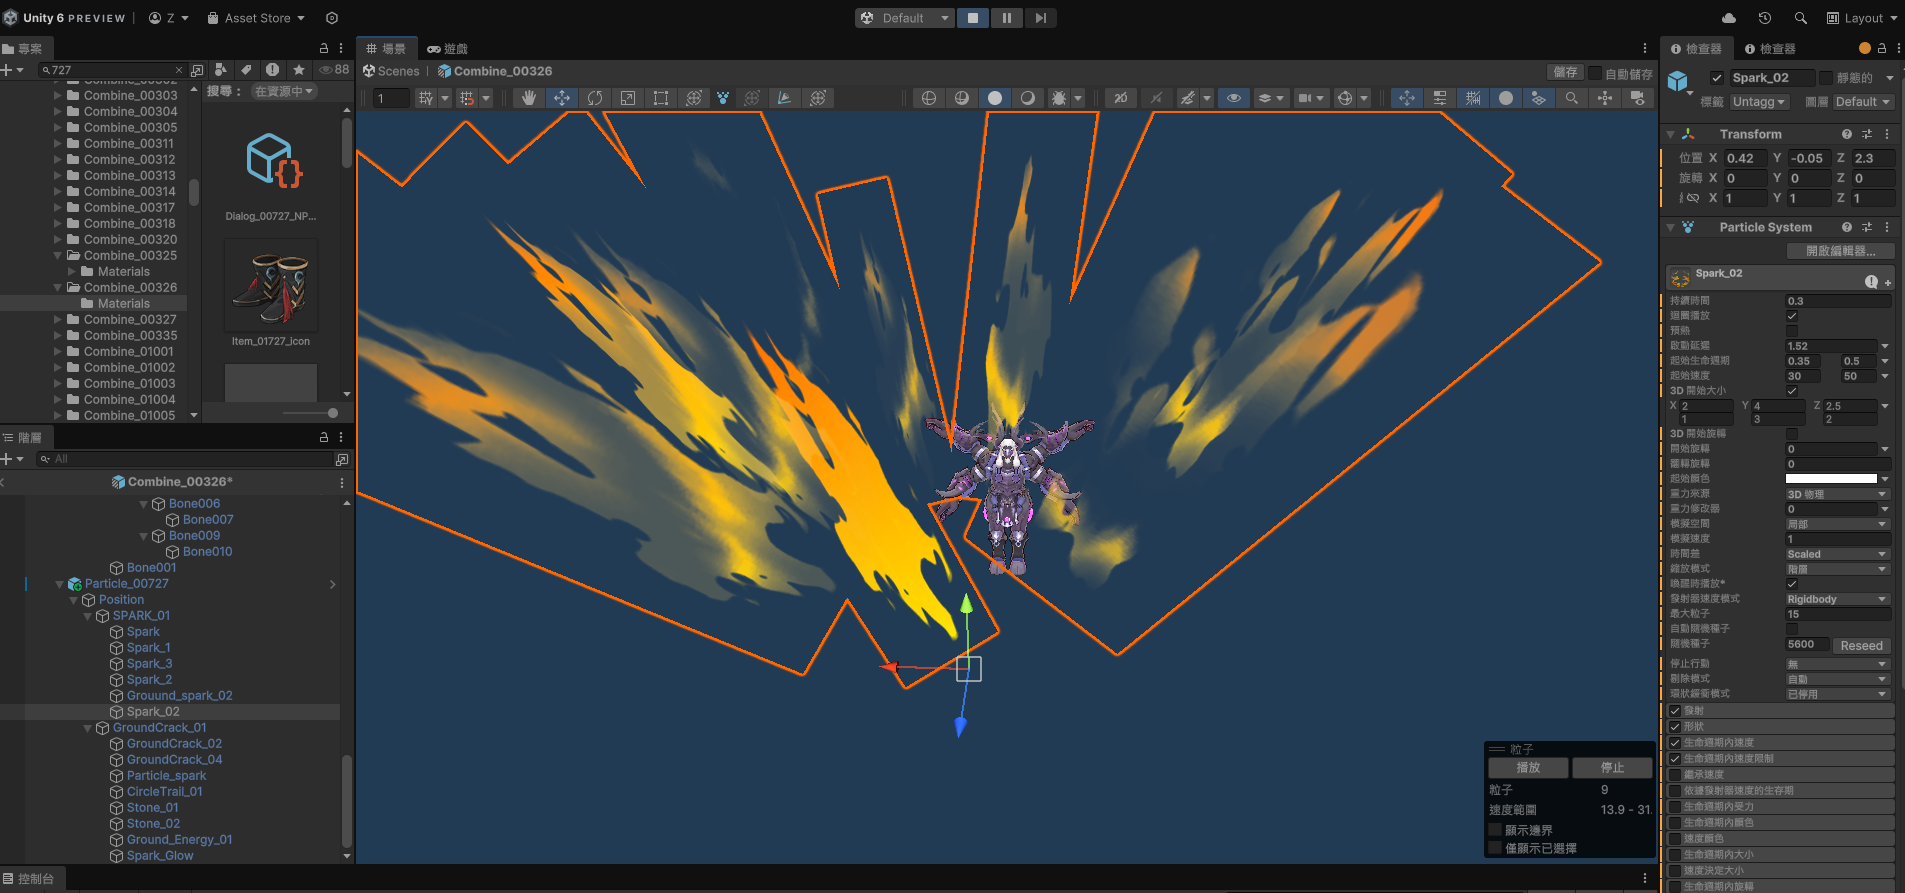 Unity 6 PREVIEW
Z
Asset Store
Default
Layout
專案
727
88
Combine_00303
Combine_00304
Combine_00305
Combine_00311
Combine_00312
Combine_00313
Combine_00314
Combine_00317
Combine_00318
Combine_00320
Combine_00325
Materials
Combine_00326
Materials
Combine_00327
Combine_00335
Combine_01001
Combine_01002
Combine_01003
Combine_01004
Combine_01005
搜尋：
在資源中
Dialog_00727_NP...
Item_01727_icon
階層
All
Combine_00326*
Bone006
Bone007
Bone009
Bone010
Bone001
Particle_00727
Position
SPARK_01
Spark
Spark_1
Spark_3
Spark_2
Grouund_spark_02
Spark_02
GroundCrack_01
GroundCrack_02
GroundCrack_04
Particle_spark
CircleTrail_01
Stone_01
Stone_02
Ground_Energy_01
Spark_Glow
控制台
場景
遊戲
Scenes
Combine_00326
儲存
自動儲存
1
2D
粒子
播放
停止
粒子 9
速度範圍 13.9 - 31.
顯示邊界
僅顯示已選擇
檢查器
檢查器
Spark_02
靜態的
標籤 Untagg
圖層 Default
Transform
位置 X 0.42 Y -0.05 Z 2.3
旋轉 X 0 Y 0 Z 0
X 1 Y 1 Z 1
Particle System
開啟編輯器...
Spark_02
持續時間 0.3
迴圈播放
預熱
啟動延遲 1.52
起始生命週期 0.35 0.5
起始速度 30 50
3D 開始大小
X 2 Y 4 Z 2.5
1 3 2
3D 開始旋轉
開始旋轉 0
翻轉旋轉 0
起始顏色
重力來源 3D 物理
重力修改器 0
模擬空間 局部
模擬速度 1
時間差 Scaled
縮放模式 階層
喚醒時播放*
發射器速度模式 Rigidbody
最大粒子 15
自動隨機種子
隨機種子 5600 Reseed
停止行動 無
剔除模式 自動
環狀緩衝模式 已停用
發射
形狀
生命週期內速度
生命週期內速度限制
繼承速度
依據發射器速度的生存期
生命週期內受力
生命週期內顏色
速度顏色
生命週期內大小
速度決定大小
生命週期內旋轉